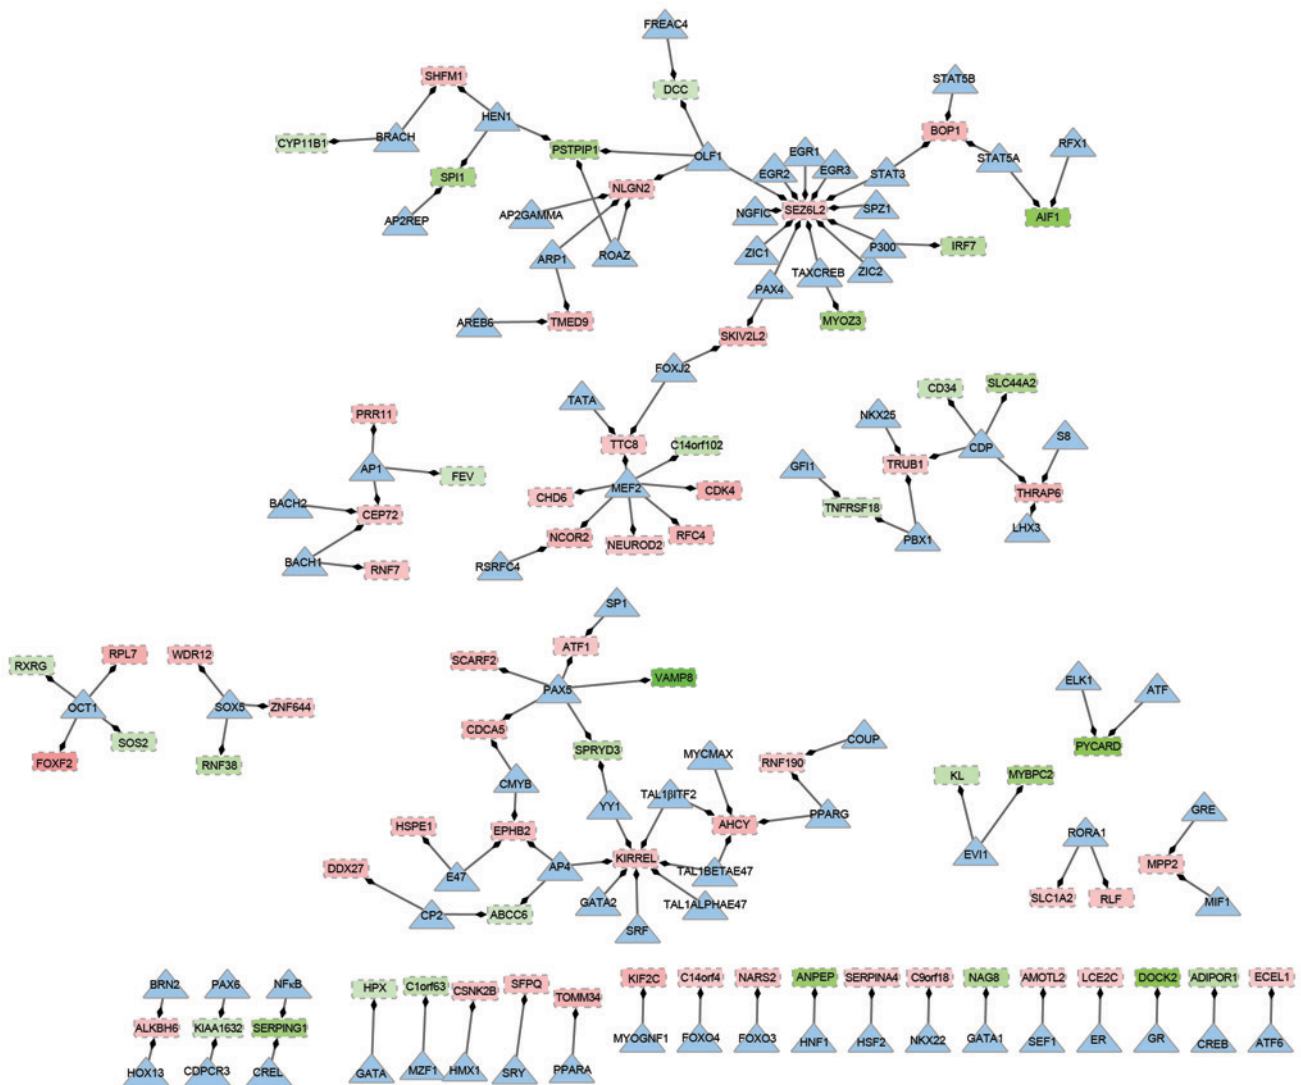 FREAC4
SHFM1
STAT5B
DCC
HEN1
BRACH
CYP11B1
BOP1
RFX1
PSTPIP1
OLF1
EGR1
EGR2
EGR3
STAT3
STAT5A
SPI1
NLGN2
AP2REP
AP2GAMMA
NGFIC
SEZ6L2
SPZ1
AIF1
ARP1
ROAZ
ZIC1
P300
IRF7
TAXCREB
ZIC2
PAX4
AREB6
TMED9
MYOZ3
SKIV2L2
FOXJ2
TATA
CD34
SLC44A2
PRR11
NKX25
TTC8
C14orf102
CDP
S8
AP1
FEV
GFI1
TRUB1
MEF2
CHD6
CDK4
THRAP6
BACH2
CEP72
TNFRSF18
LHX3
NCOR2
NEUROD2
RFC4
PBX1
BACH1
RNF7
RSRFC4
SP1
RXRG
RPL7
WDR12
SCARF2
ATF1
VAMP8
PAX5
ELK1
ATF
OCT1
SOX5
ZNF644
CDCA5
SOS2
SPRYD3
MYCMAX
COUP
PYCARD
FOXF2
RNF38
RNF190
KL
MYBPC2
CMYB
YY1
TAL1βITF2
PPARG
GRE
HSPE1
EPHB2
AHCY
RORA1
DDX27
E47
AP4
KIRREL
TAL1BETAE47
EVI1
MPP2
CP2
ABCC6
GATA2
TAL1ALPHAE47
SLC1A2
RLF
MIF1
SRF
BRN2
PAX6
NFκB
HPX
C1orf63
CSNK2B
SFPQ
TOMM34
KIF2C
C14orf4
NARS2
ANPEP
SERPINA4
C9orf18
NAG8
AMOTL2
LCE2C
DOCK2
ADIPOR1
ECEL1
ALKBH6
KIAA1632
SERPING1
MYOGNF1
FOXO4
FOXO3
HNF1
HSF2
NKX22
GATA1
SEF1
ER
GR
CREB
ATF6
HOX13
CDPCR3
CREL
GATA
MZF1
HMX1
SRY
PPARA